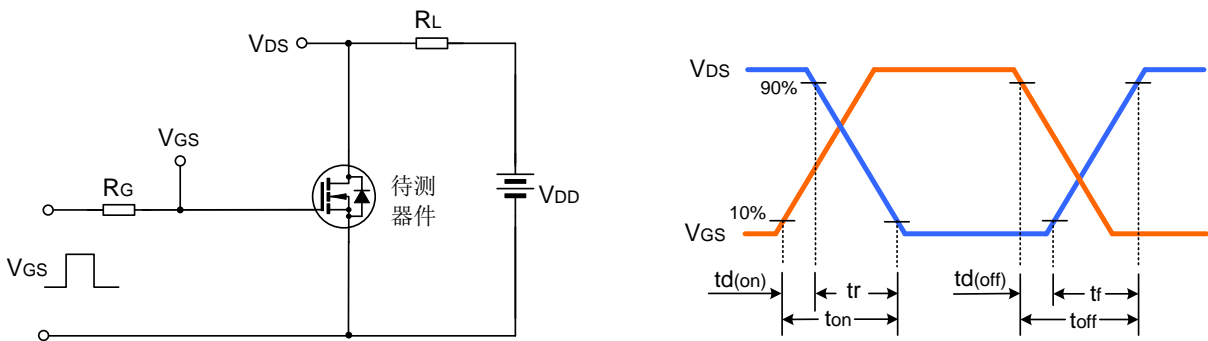 RL
VDS
VGS
RG
待测
器件
VDD
VGS
VDS
90%
10%
VGS
td(on)
tr
ton
td(off)
tf
toff